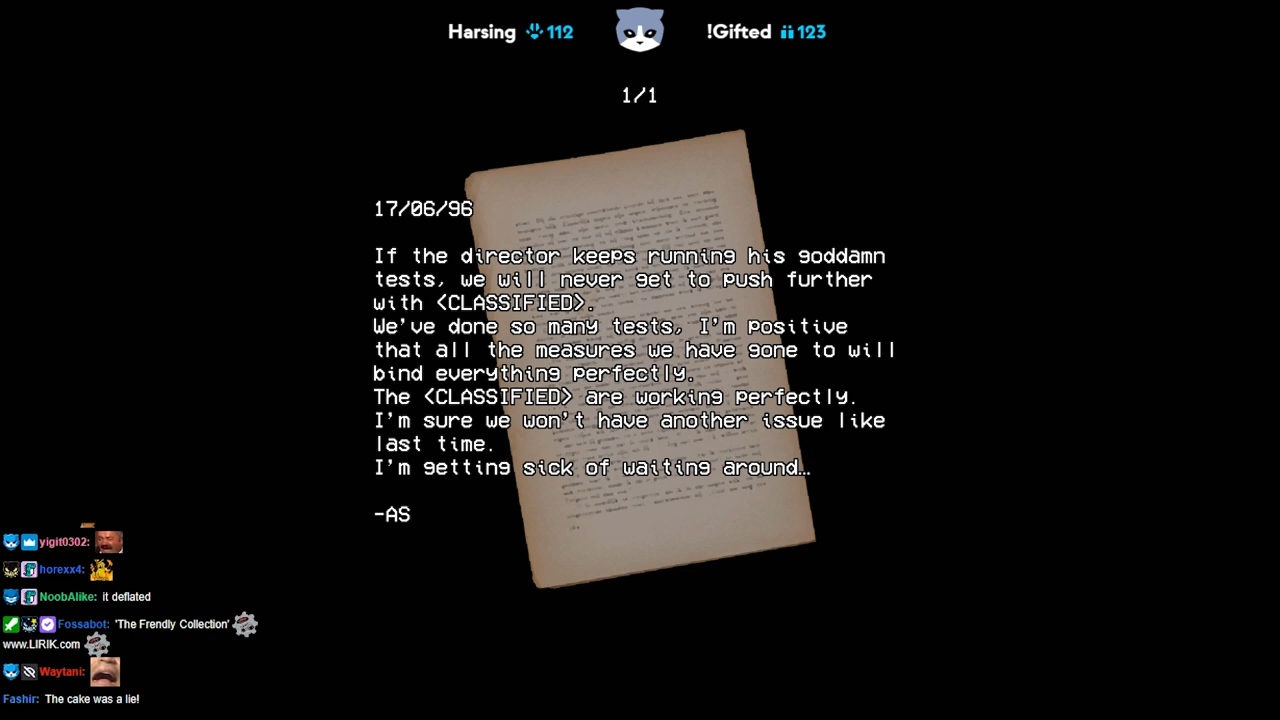 Harsing 112 !Gifted 123
1/1
17/06/96
If the director keeps running his goddamn
tests, we will never get to push further
with <CLASSIFIED>.
We've done so many tests, I'm positive
that all the measures we have gone to will
bind everything perfectly.
The <CLASSIFIED> are working perfectly.
I'm sure we won't have another issue like
last time.
I'm getting sick of waiting around…
-AS
yigit0302:
horexx4:
NoobAlike: it deflated
Fossabot: 'The Frendly Collection'
www.LIRIK.com
Waytani:
Fashir: The cake was a lie!